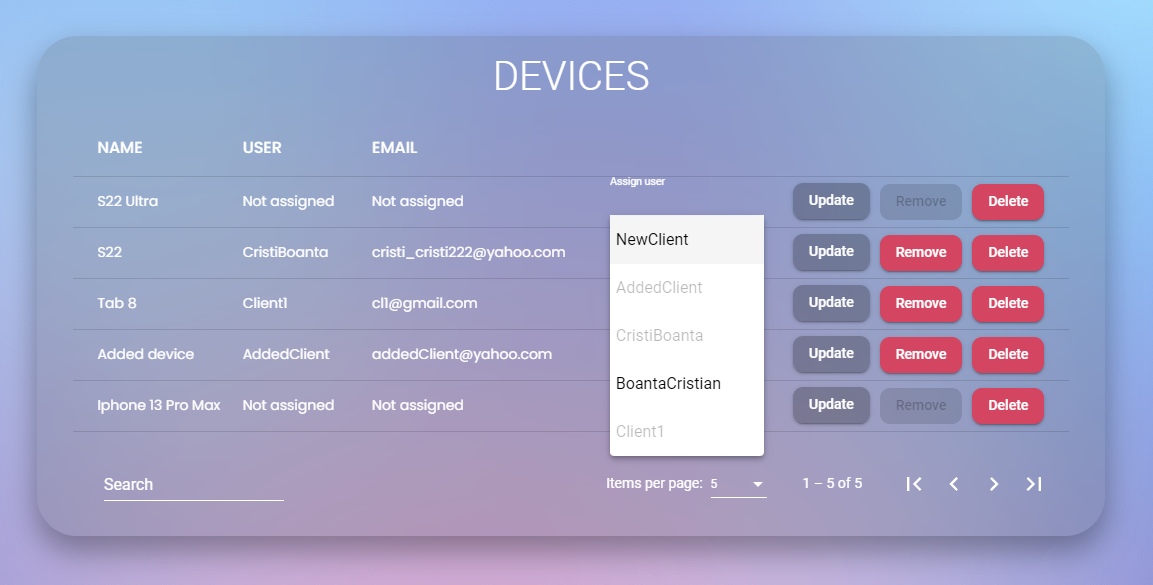 DEVICES
NAME USER EMAIL
Assign user
S22 Ultra Not assigned Not assigned Update Remove Delete
NewClient
S22 CristiBoanta cristi_cristi222@yahoo.com Update Remove Delete
AddedClient
Tab 8 Client1 cl1@gmail.com Update Remove Delete
CristiBoanta
Added device AddedClient addedClient@yahoo.com Update Remove Delete
BoantaCristian
Iphone 13 Pro Max Not assigned Not assigned Update Remove Delete
Client1
Search Items per page: 5 1 – 5 of 5